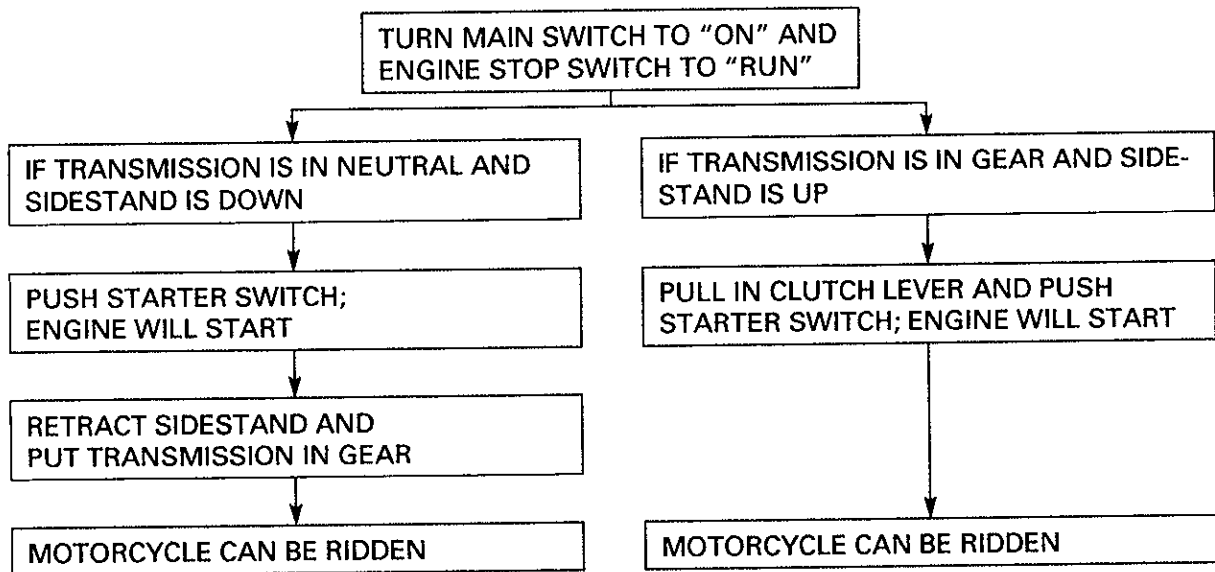 TURN MAIN SWITCH TO “ON” AND
ENGINE STOP SWITCH TO “RUN”
IF TRANSMISSION IS IN NEUTRAL AND
SIDESTAND IS DOWN
PUSH STARTER SWITCH;
ENGINE WILL START
RETRACT SIDESTAND AND
PUT TRANSMISSION IN GEAR
MOTORCYCLE CAN BE RIDDEN
IF TRANSMISSION IS IN GEAR AND SIDE-
STAND IS UP
PULL IN CLUTCH LEVER AND PUSH
STARTER SWITCH; ENGINE WILL START
MOTORCYCLE CAN BE RIDDEN